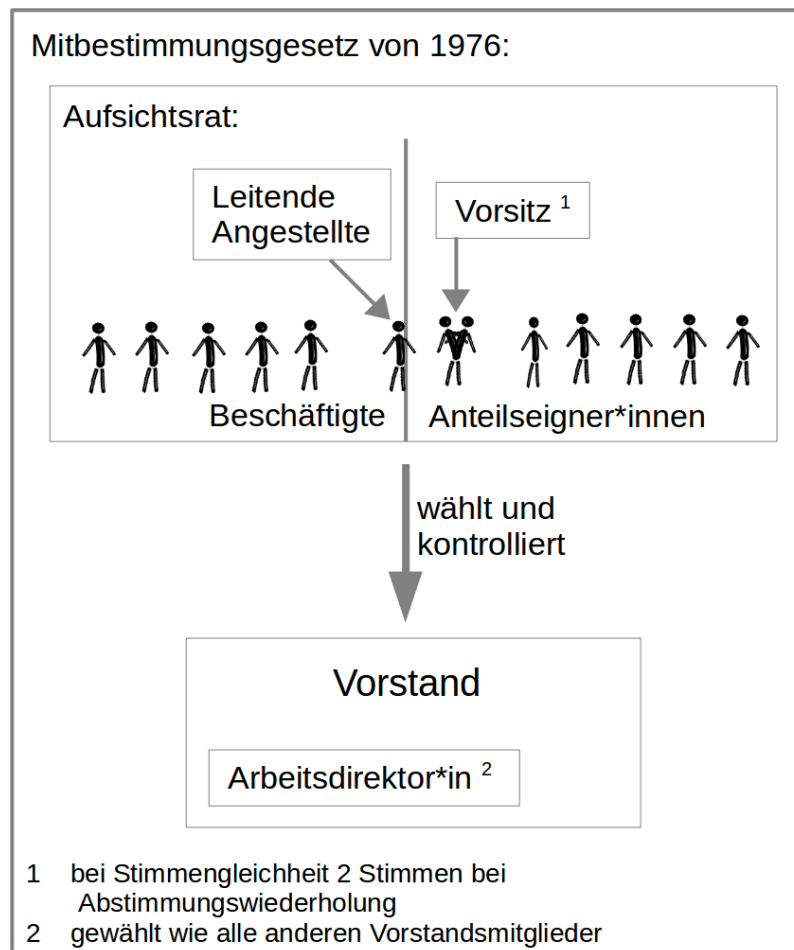 Mitbestimmungsgesetz von 1976:
Aufsichtsrat:
Leitende
Angestellte
Vorsitz 1
Beschäftigte
Anteilseigner*innen
wählt und
kontrolliert
Vorstand
Arbeitsdirektor*in 2
1 bei Stimmengleichheit 2 Stimmen bei
Abstimmungswiederholung
2 gewählt wie alle anderen Vorstandsmitglieder